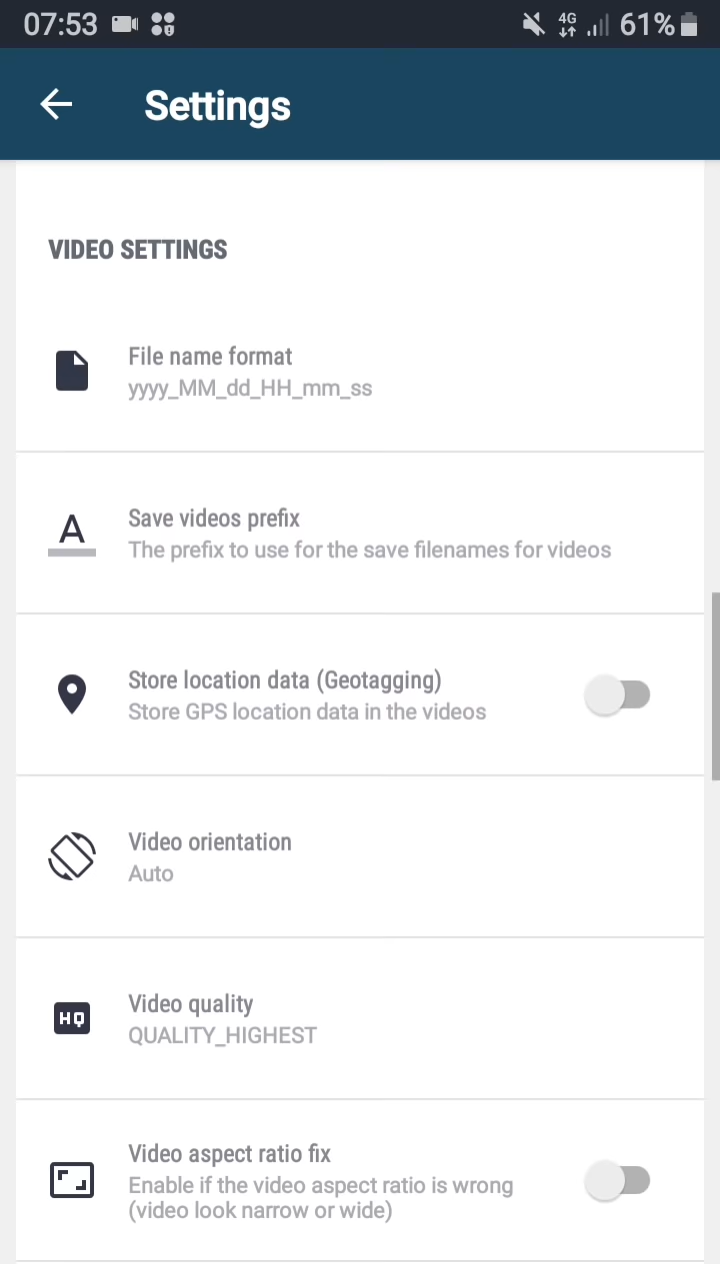 07:53
4G
61%
Settings
VIDEO SETTINGS
File name format
yyyy_MM_dd_HH_mm_ss
A
Save videos prefix
The prefix to use for the save filenames for videos
Store location data (Geotagging)
Store GPS location data in the videos
Video orientation
Auto
HQ
Video quality
QUALITY_HIGHEST
Video aspect ratio fix
Enable if the video aspect ratio is wrong
(video look narrow or wide)